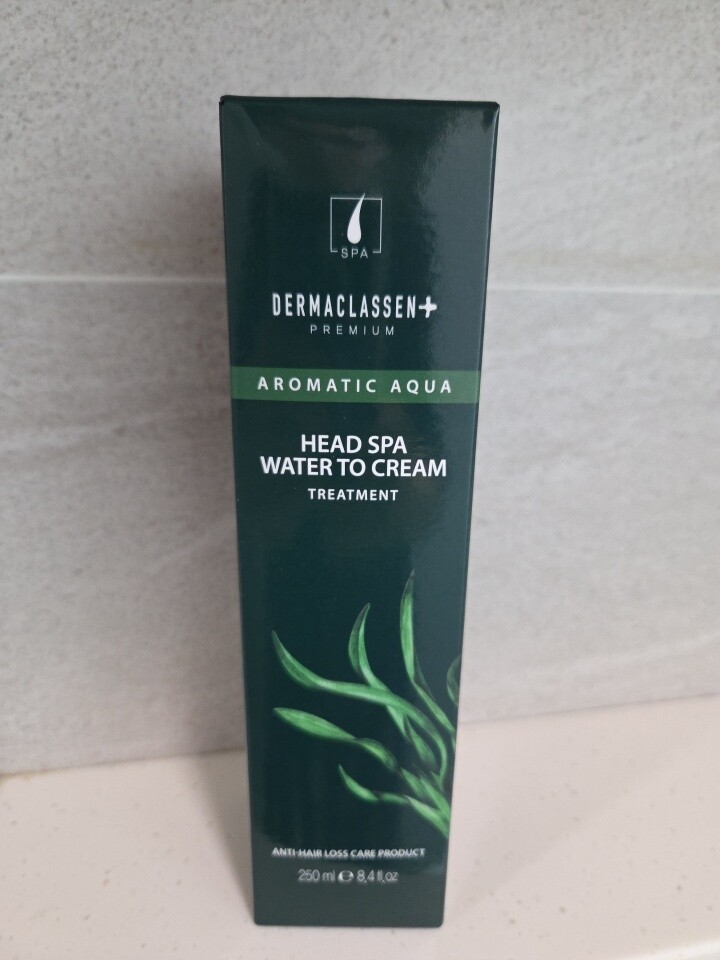 SPA
DERMACLASSEN+
PREMIUM
AROMATIC AQUA
HEAD SPA
WATER TO CREAM
TREATMENT
ANTI-HAIR LOSS CARE PRODUCT
250 ml ℮ 8,4 fl.oz